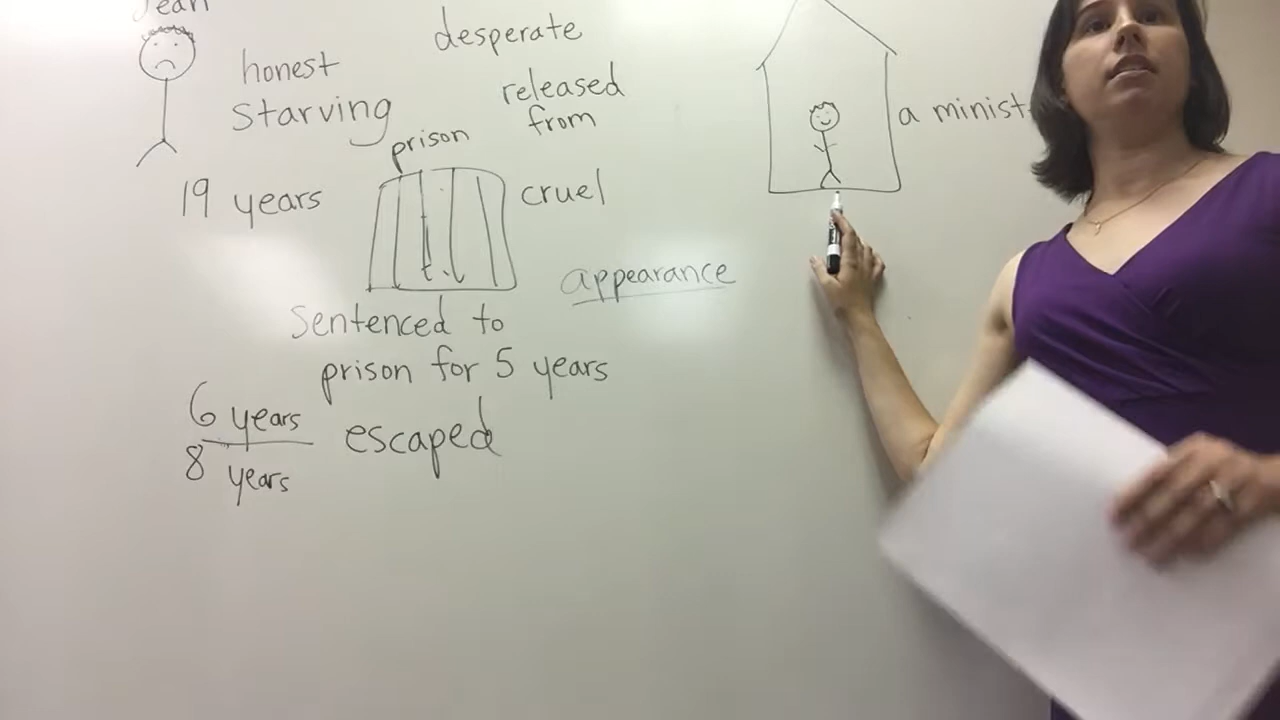 Jean
desperate
honest
starving
released
from
prison
a minist
19 years
cruel
appearance
Sentenced to
prison for 5 years
6 years
8 years
escaped